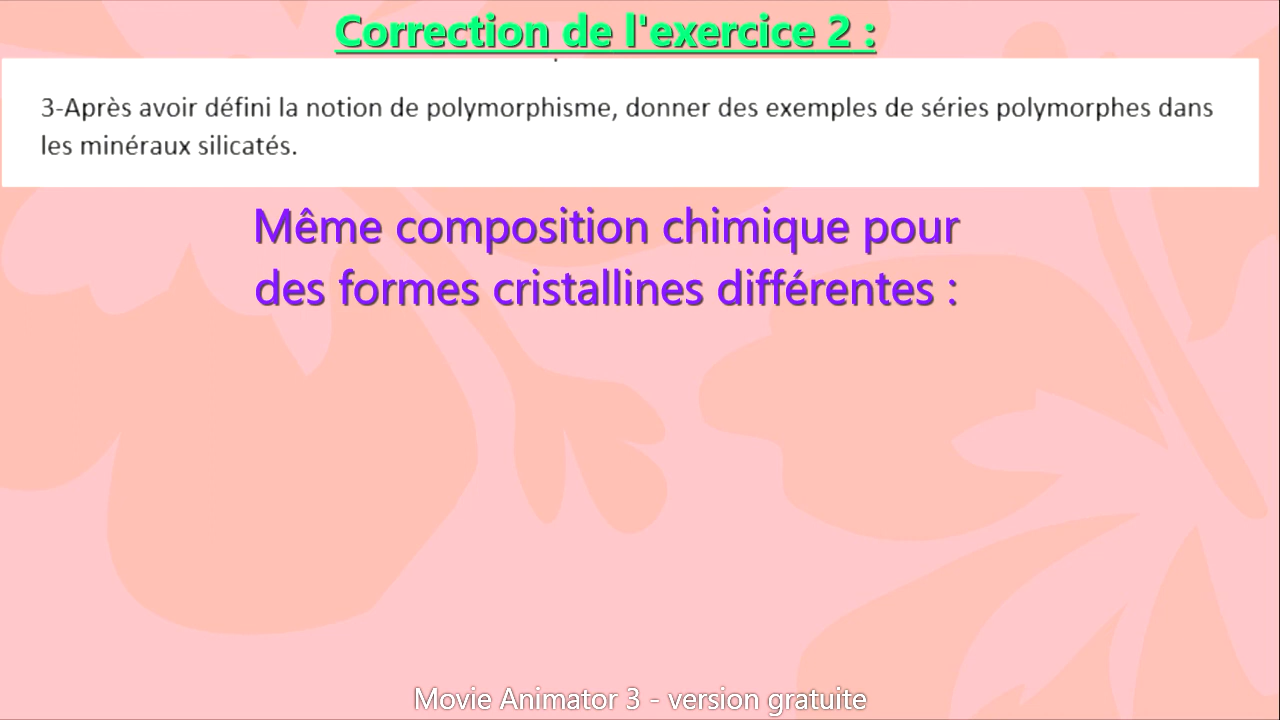 Correction de l'exercice 2 :
3-Après avoir défini la notion de polymorphisme, donner des exemples de séries polymorphes dans
les minéraux silicatés.
Même composition chimique pour
des formes cristallines différentes :
Movie Animator 3 - version gratuite